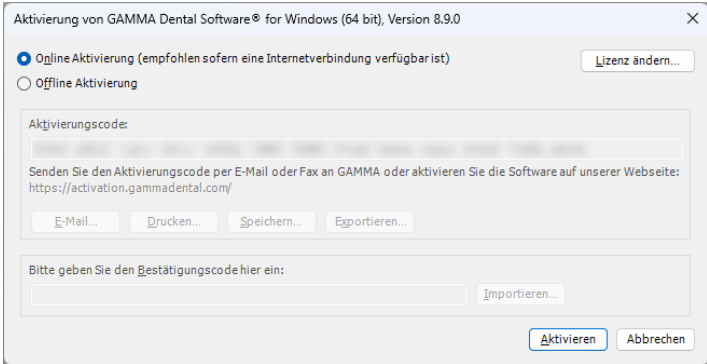 Aktivierung von GAMMA Dental Software® for Windows (64 bit), Version 8.9.0
Online Aktivierung (empfohlen sofern eine Internetverbindung verfügbar ist)
Lizenz ändern...
Offline Aktivierung
Aktivierungscode:
Senden Sie den Aktivierungscode per E-Mail oder Fax an GAMMA oder aktivieren Sie die Software auf unserer Webseite:
https://activation.gammadental.com/
E-Mail... Drucken... Speichern... Exportieren...
Bitte geben Sie den Bestätigungscode hier ein:
Importieren...
Aktivieren Abbrechen